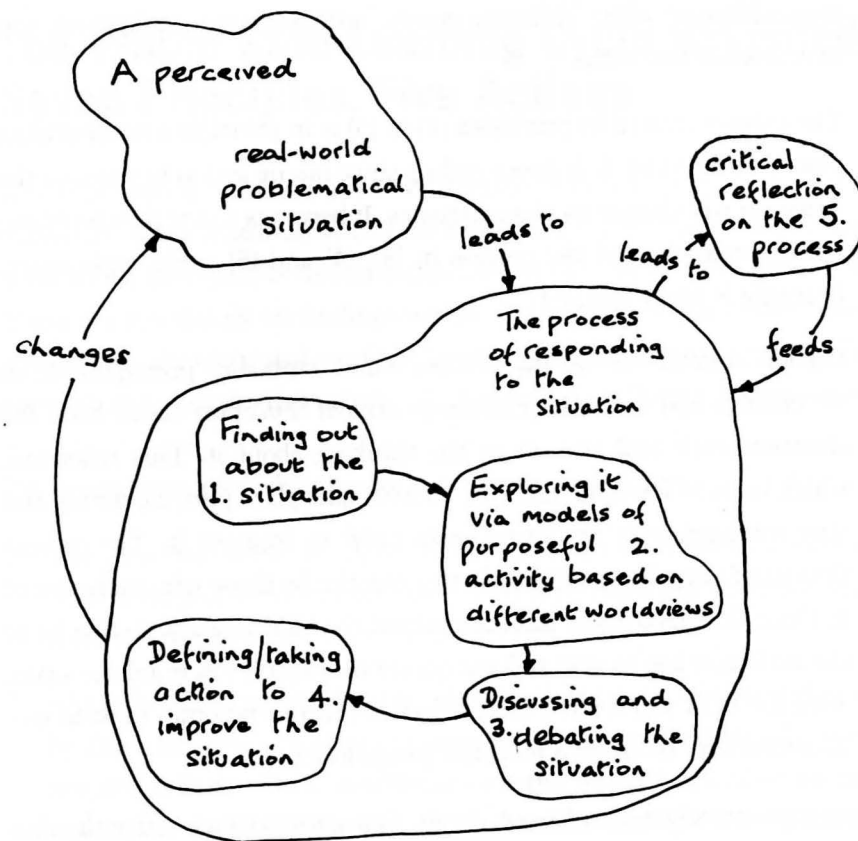 A perceived
real-world
problematical
situation
leads to
critical
reflection
on the 5.
process
leads
to
changes
The process
of responding
to the
situation
feeds
Finding out
about the
1. situation
Exploring it
via models of
purposeful 2.
activity based on
different worldviews
Defining/taking
action to 4.
improve the
situation
Discussing and
3. debating the
situation